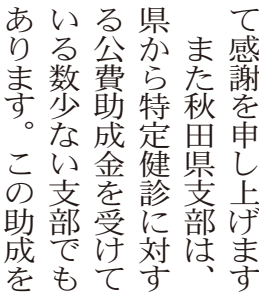 て感謝を申し上げます
また秋田県支部は、
県から特定健診に対す
る公費助成金を受けて
いる数少ない支部でも
あります。この助成を